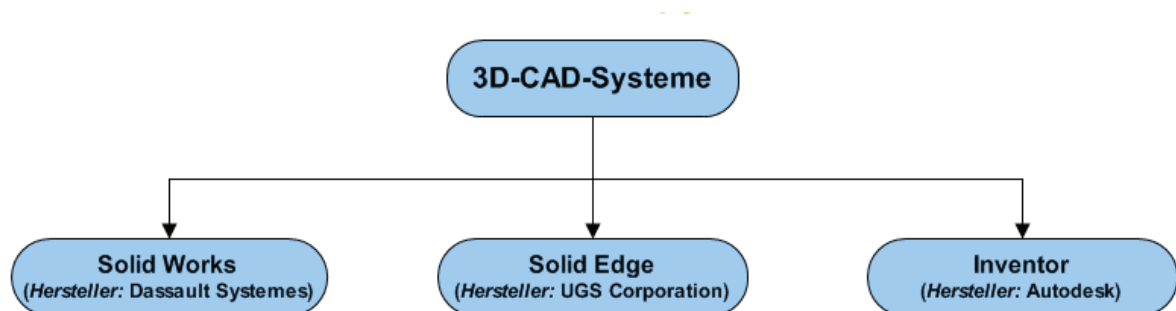 3D-CAD-Systeme
Solid Works
(Hersteller: Dassault Systemes)
Solid Edge
(Hersteller: UGS Corporation)
Inventor
(Hersteller: Autodesk)